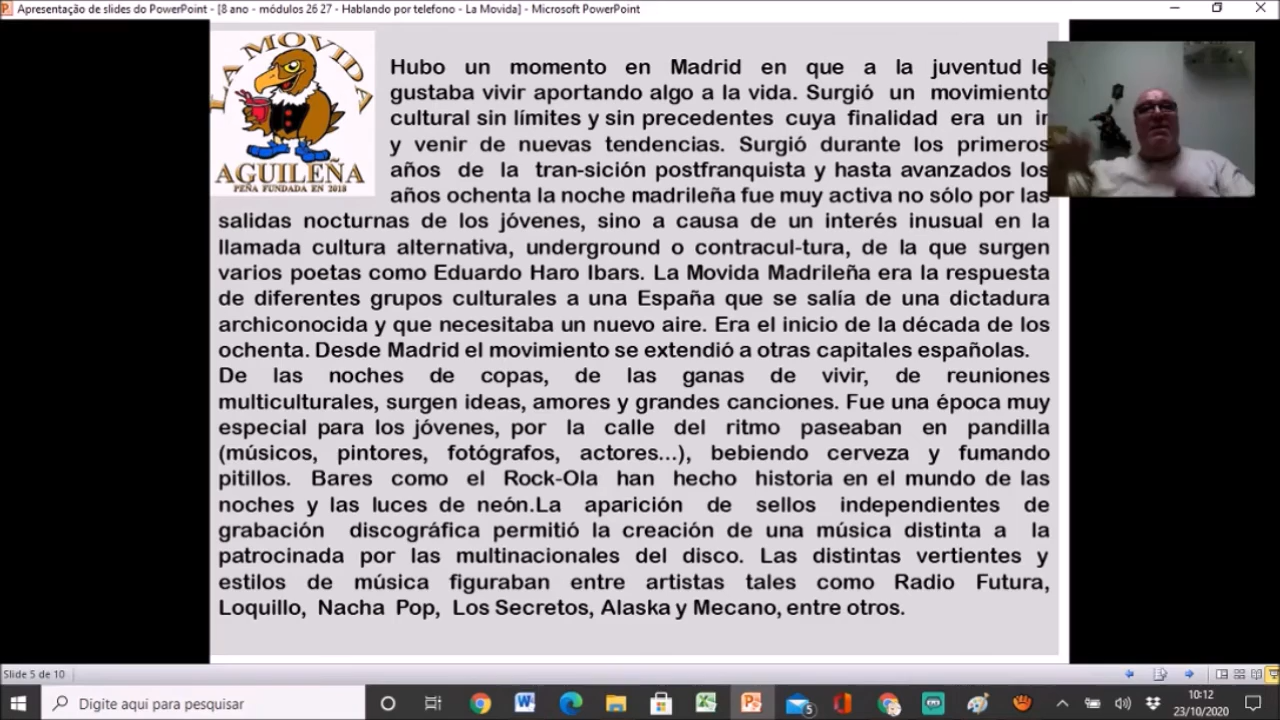 Apresentação de slides do PowerPoint - [8 ano - módulos 26 27 - Hablando por telefono - La Movida] - Microsoft PowerPoint
LA MOVIDA
AGUILEÑA
PEÑA FUNDADA EN 2018
Hubo un momento en Madrid en que a la juventud le
gustaba vivir aportando algo a la vida. Surgió un movimiento
cultural sin límites y sin precedentes cuya finalidad era un ir
y venir de nuevas tendencias. Surgió durante los primeros
años de la tran-sición postfranquista y hasta avanzados los
años ochenta la noche madrileña fue muy activa no sólo por las
salidas nocturnas de los jóvenes, sino a causa de un interés inusual en la
llamada cultura alternativa, underground o contracul-tura, de la que surgen
varios poetas como Eduardo Haro Ibars. La Movida Madrileña era la respuesta
de diferentes grupos culturales a una España que se salía de una dictadura
archiconocida y que necesitaba un nuevo aire. Era el inicio de la década de los
ochenta. Desde Madrid el movimiento se extendió a otras capitales españolas.
De las noches de copas, de las ganas de vivir, de reuniones
multiculturales, surgen ideas, amores y grandes canciones. Fue una época muy
especial para los jóvenes, por la calle del ritmo paseaban en pandilla
(músicos, pintores, fotógrafos, actores...), bebiendo cerveza y fumando
pitillos. Bares como el Rock-Ola han hecho historia en el mundo de las
noches y las luces de neón.La aparición de sellos independientes de
grabación discográfica permitió la creación de una música distinta a la
patrocinada por las multinacionales del disco. Las distintas vertientes y
estilos de música figuraban entre artistas tales como Radio Futura,
Loquillo, Nacha Pop, Los Secretos, Alaska y Mecano, entre otros.
Slide 5 de 10
Digite aqui para pesquisar
5
10:12
23/10/2020